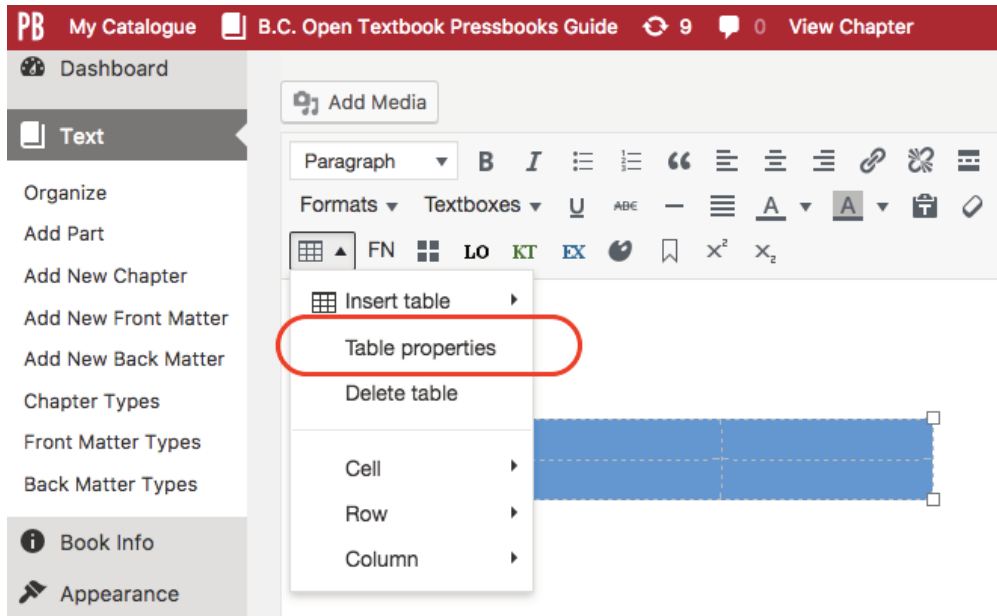 PB My Catalogue B.C. Open Textbook Pressbooks Guide 9 0 View Chapter
Dashboard
Text
Organize
Add Part
Add New Chapter
Add New Front Matter
Add New Back Matter
Chapter Types
Front Matter Types
Back Matter Types
Book Info
Appearance
Add Media
Paragraph B I
Formats Textboxes U ABC A A T
FN LO KT EX x² x₂
Insert table
Table properties
Delete table
Cell
Row
Column